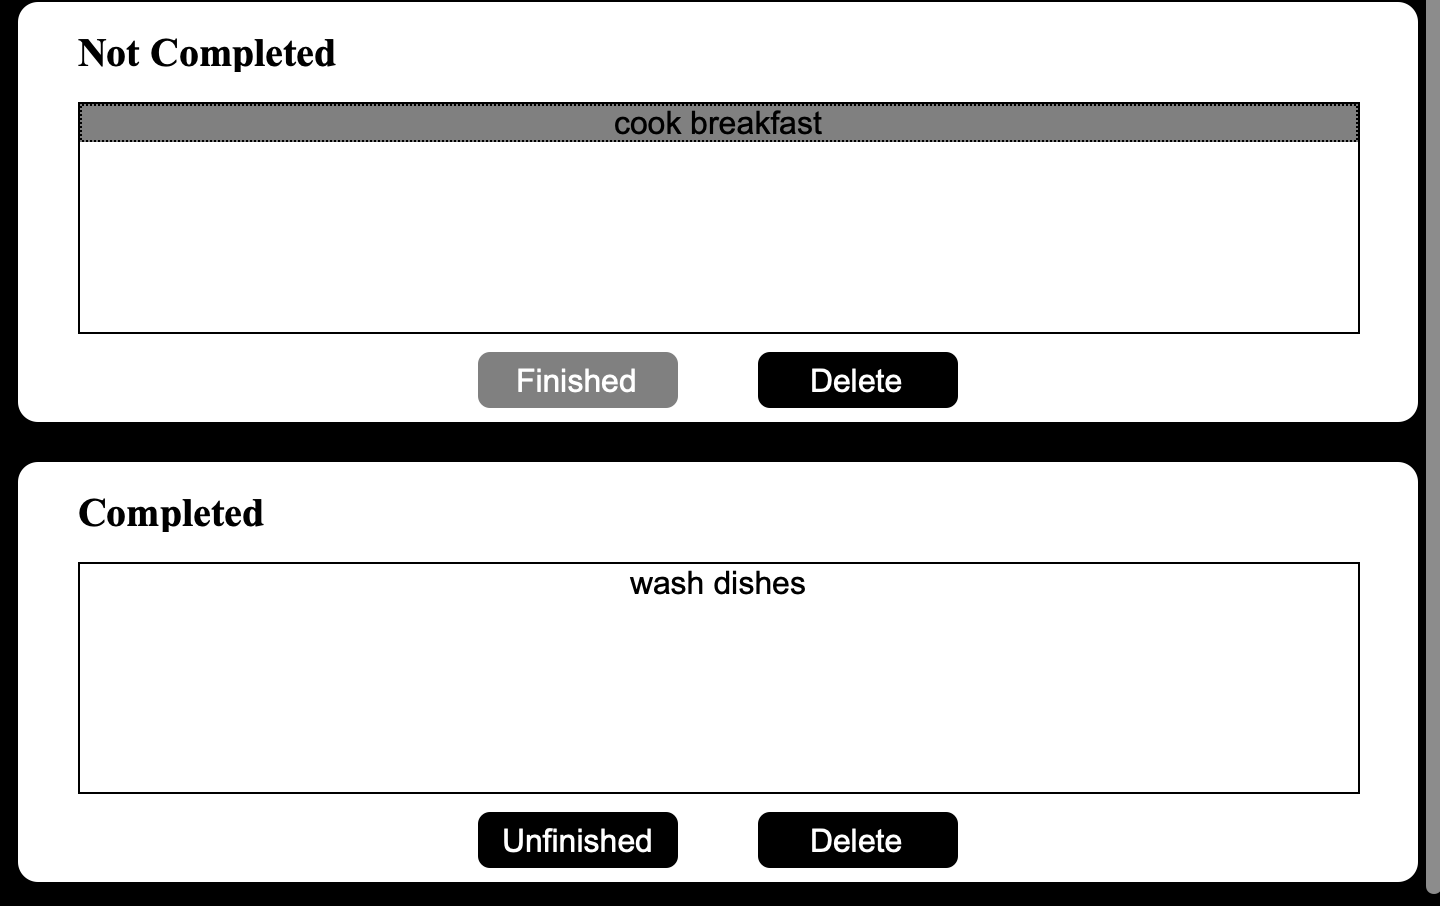 Not Completed
cook breakfast
Finished
Delete
Completed
wash dishes
Unfinished
Delete